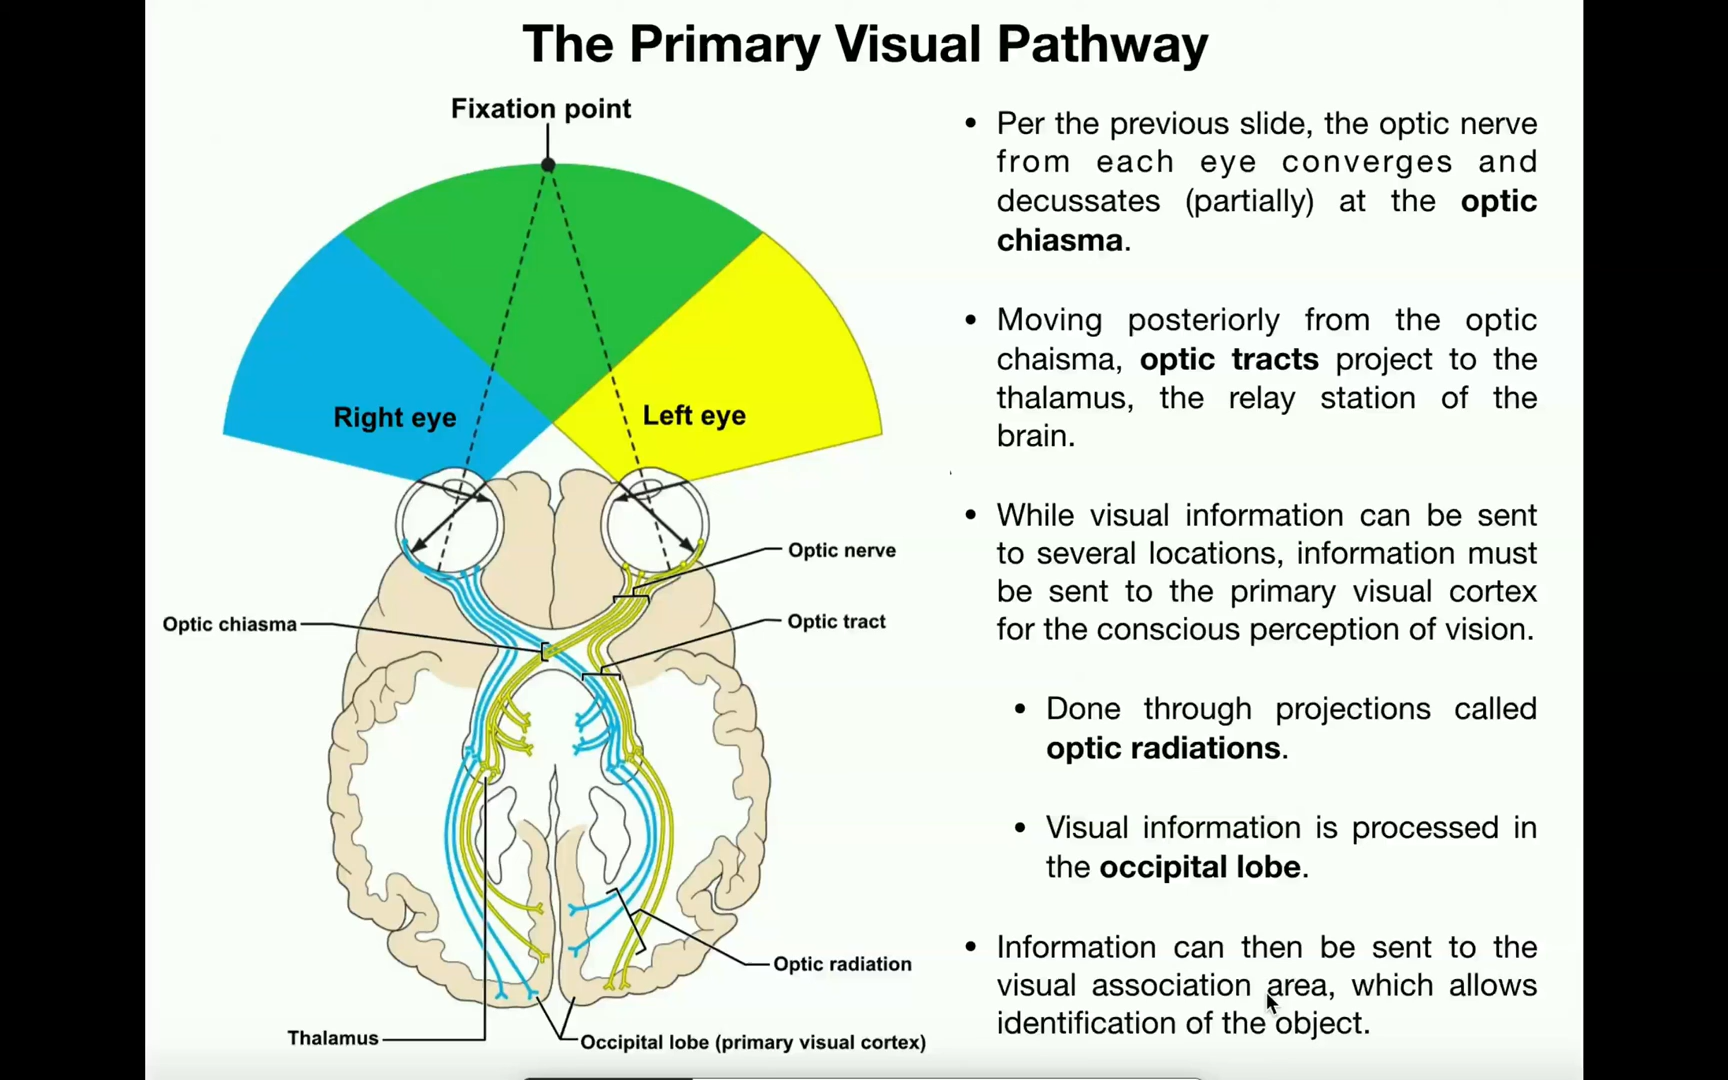 The Primary Visual Pathway
Fixation point
Right eye
Left eye
Optic nerve
Optic chiasma
Optic tract
Optic radiation
Thalamus
Occipital lobe (primary visual cortex)
• Per the previous slide, the optic nerve
from each eye converges and
decussates (partially) at the optic
chiasma.
• Moving posteriorly from the optic
chaisma, optic tracts project to the
thalamus, the relay station of the
brain.
• While visual information can be sent
to several locations, information must
be sent to the primary visual cortex
for the conscious perception of vision.
• Done through projections called
optic radiations.
• Visual information is processed in
the occipital lobe.
• Information can then be sent to the
visual association area, which allows
identification of the object.